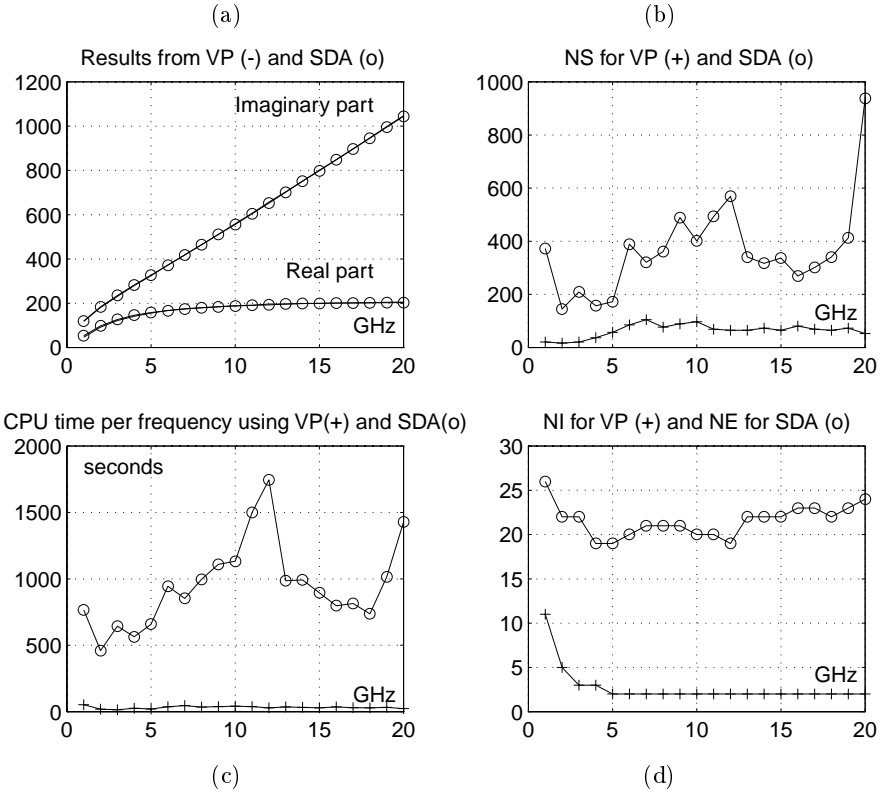 (a)
(b)
Results from VP (-) and SDA (o)
1200
1000
800
600
400
200
0
Imaginary part
Real part
GHz
0 5 10 15 20
NS for VP (+) and SDA (o)
1000
800
600
400
200
0
GHz
0 5 10 15 20
CPU time per frequency using VP(+) and SDA(o)
2000
1500
1000
500
0
seconds
GHz
0 5 10 15 20
NI for VP (+) and NE for SDA (o)
30
25
20
15
10
5
0
GHz
0 5 10 15 20
(c)
(d)